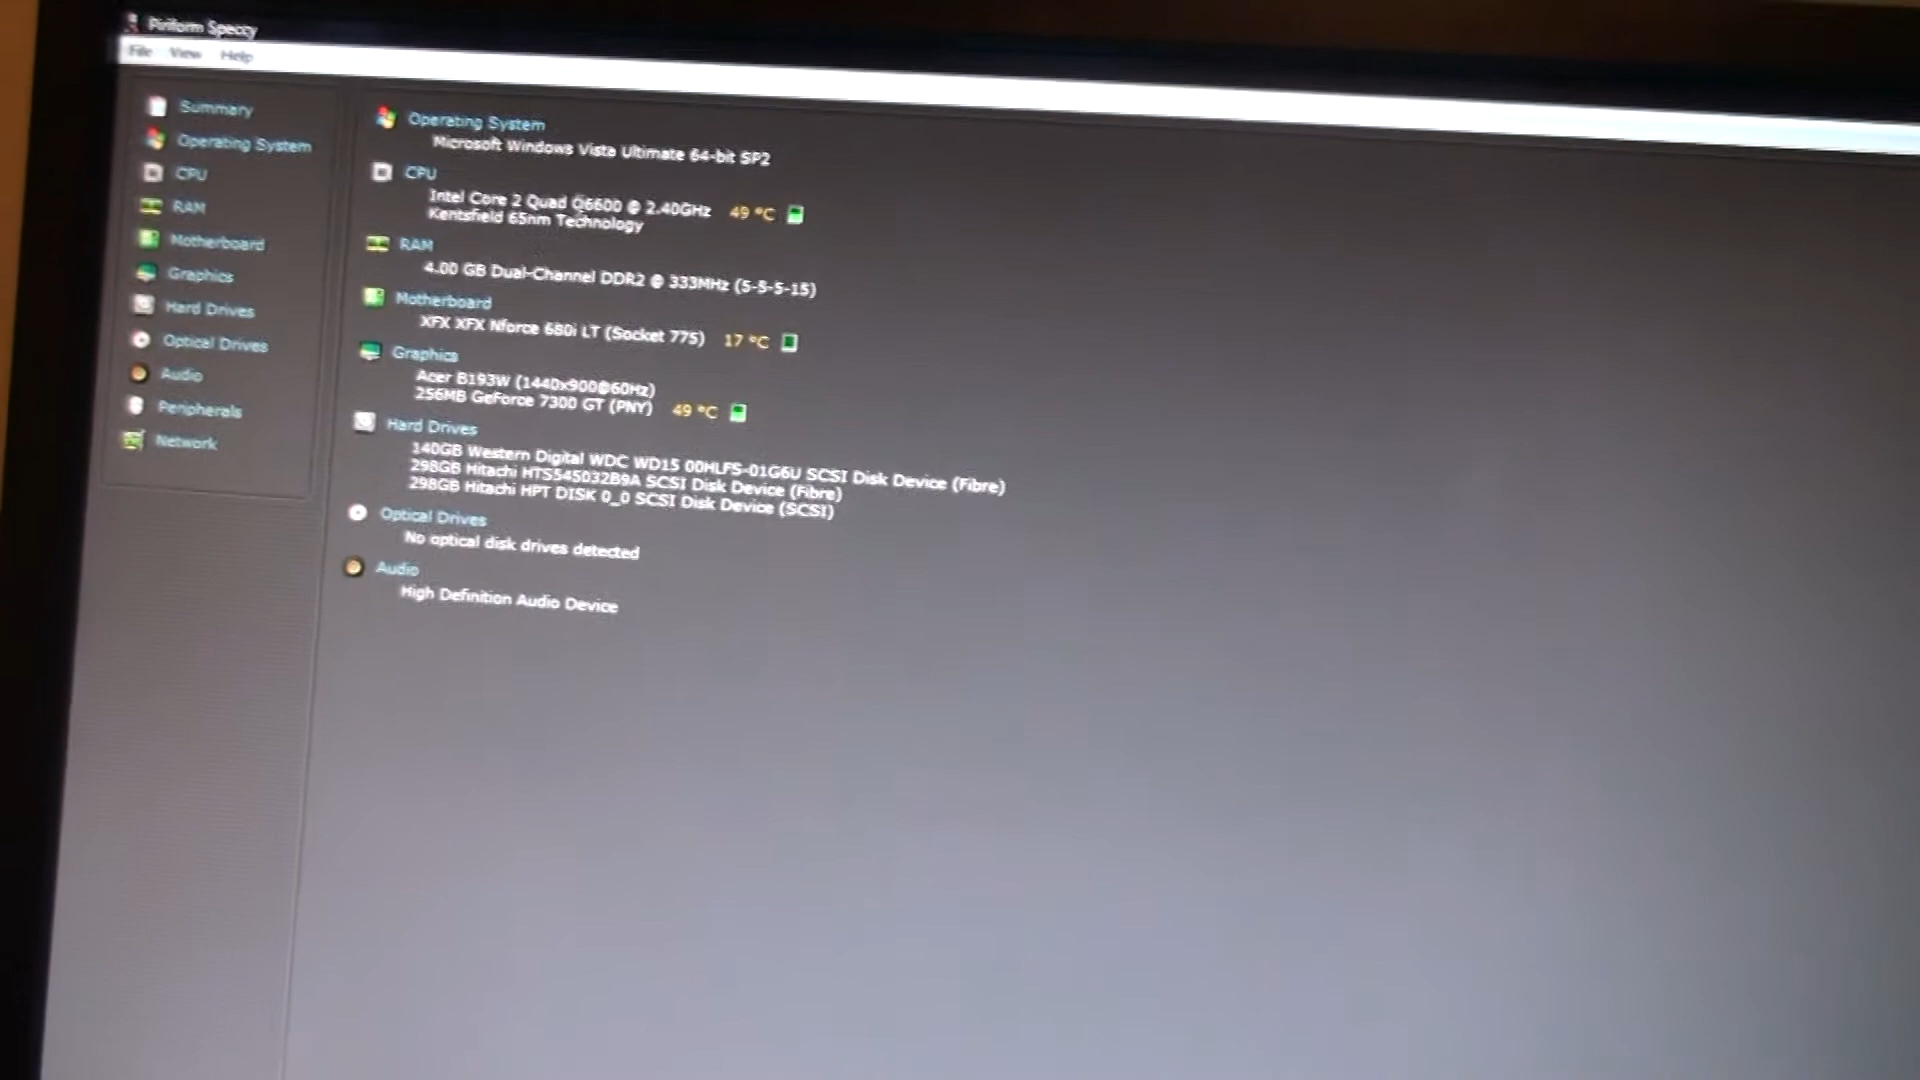 Piriform Speccy
File View Help
Summary
Operating System
CPU
RAM
Motherboard
Graphics
Hard Drives
Optical Drives
Audio
Peripherals
Network
Operating System
Microsoft Windows Vista Ultimate 64-bit SP2
CPU
Intel Core 2 Quad Q6600 @ 2.40GHz 49 °C
Kentsfield 65nm Technology
RAM
4.00 GB Dual-Channel DDR2 @ 333MHz (5-5-5-15)
Motherboard
XFX XFX Nforce 680i LT (Socket 775) 17 °C
Graphics
Acer B193W (1440x900@60Hz)
256MB GeForce 7300 GT (PNY) 49 °C
Hard Drives
140GB Western Digital WDC WD15 00HLFS-01G6U SCSI Disk Device (Fibre)
298GB Hitachi HTS545032B9A SCSI Disk Device (Fibre)
298GB Hitachi HPT DISK 0_0 SCSI Disk Device (SCSI)
Optical Drives
No optical disk drives detected
Audio
High Definition Audio Device